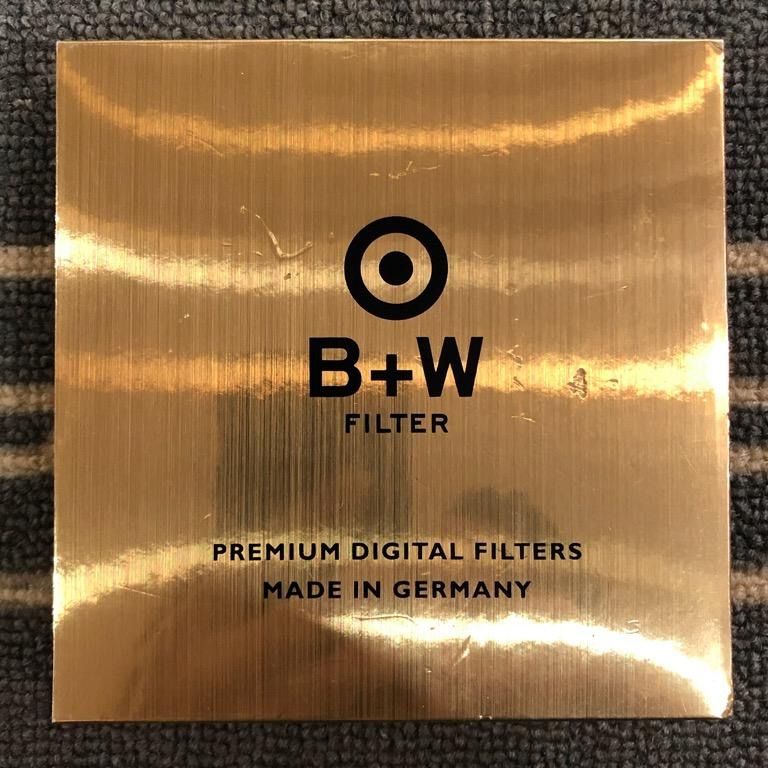 B+W
FILTER
PREMIUM DIGITAL FILTERS
MADE IN GERMANY